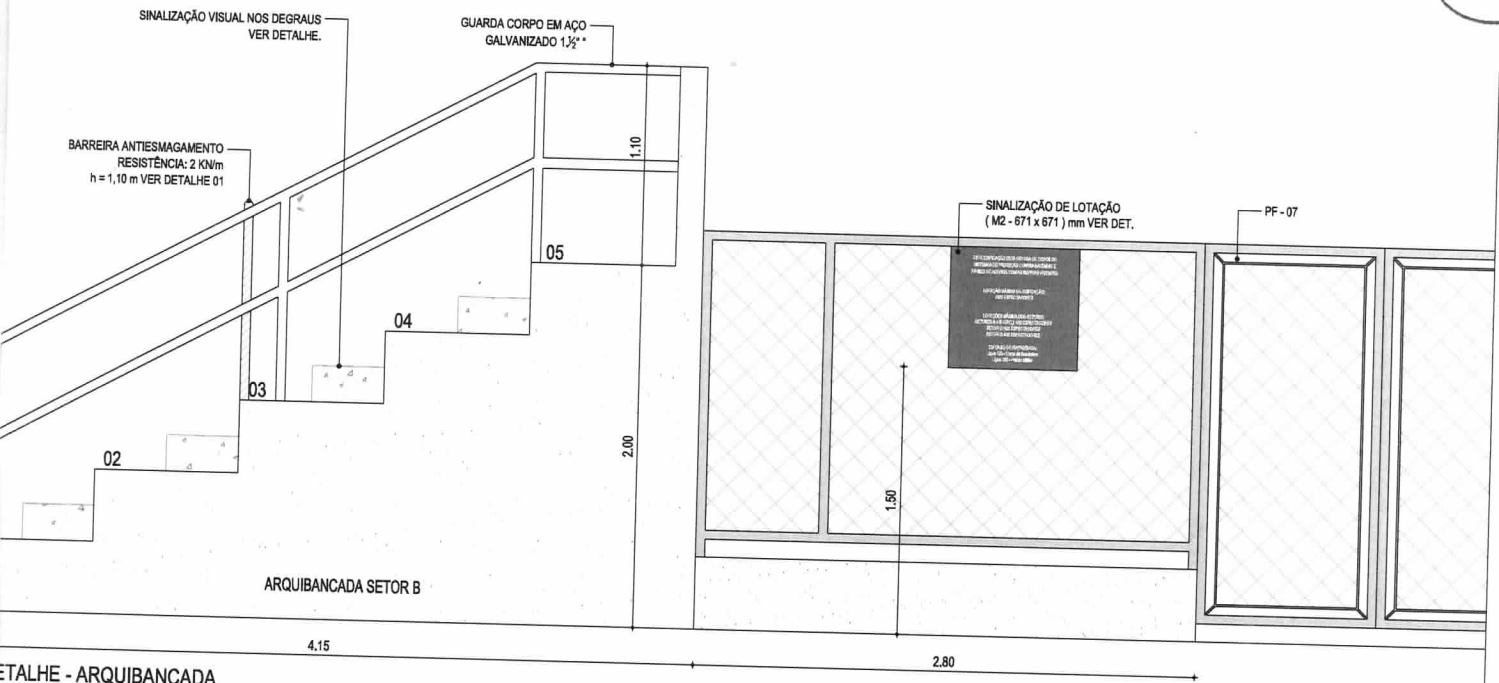 SINALIZAÇÃO VISUAL NOS DEGRAUS
VER DETALHE.
GUARDA CORPO EM AÇO
GALVANIZADO 1.½"
BARREIRA ANTIESMAGAMENTO
RESISTÊNCIA: 2 KN/m
h = 1,10 m VER DETALHE 01
1.10
SINALIZAÇÃO DE LOTAÇÃO
( M2 - 671 x 671 ) mm VER DET.
PF - 07
05
04
03
02
2.00
1.50
ARQUIBANCADA SETOR B
4.15
2.80
ETALHE - ARQUIBANCADA